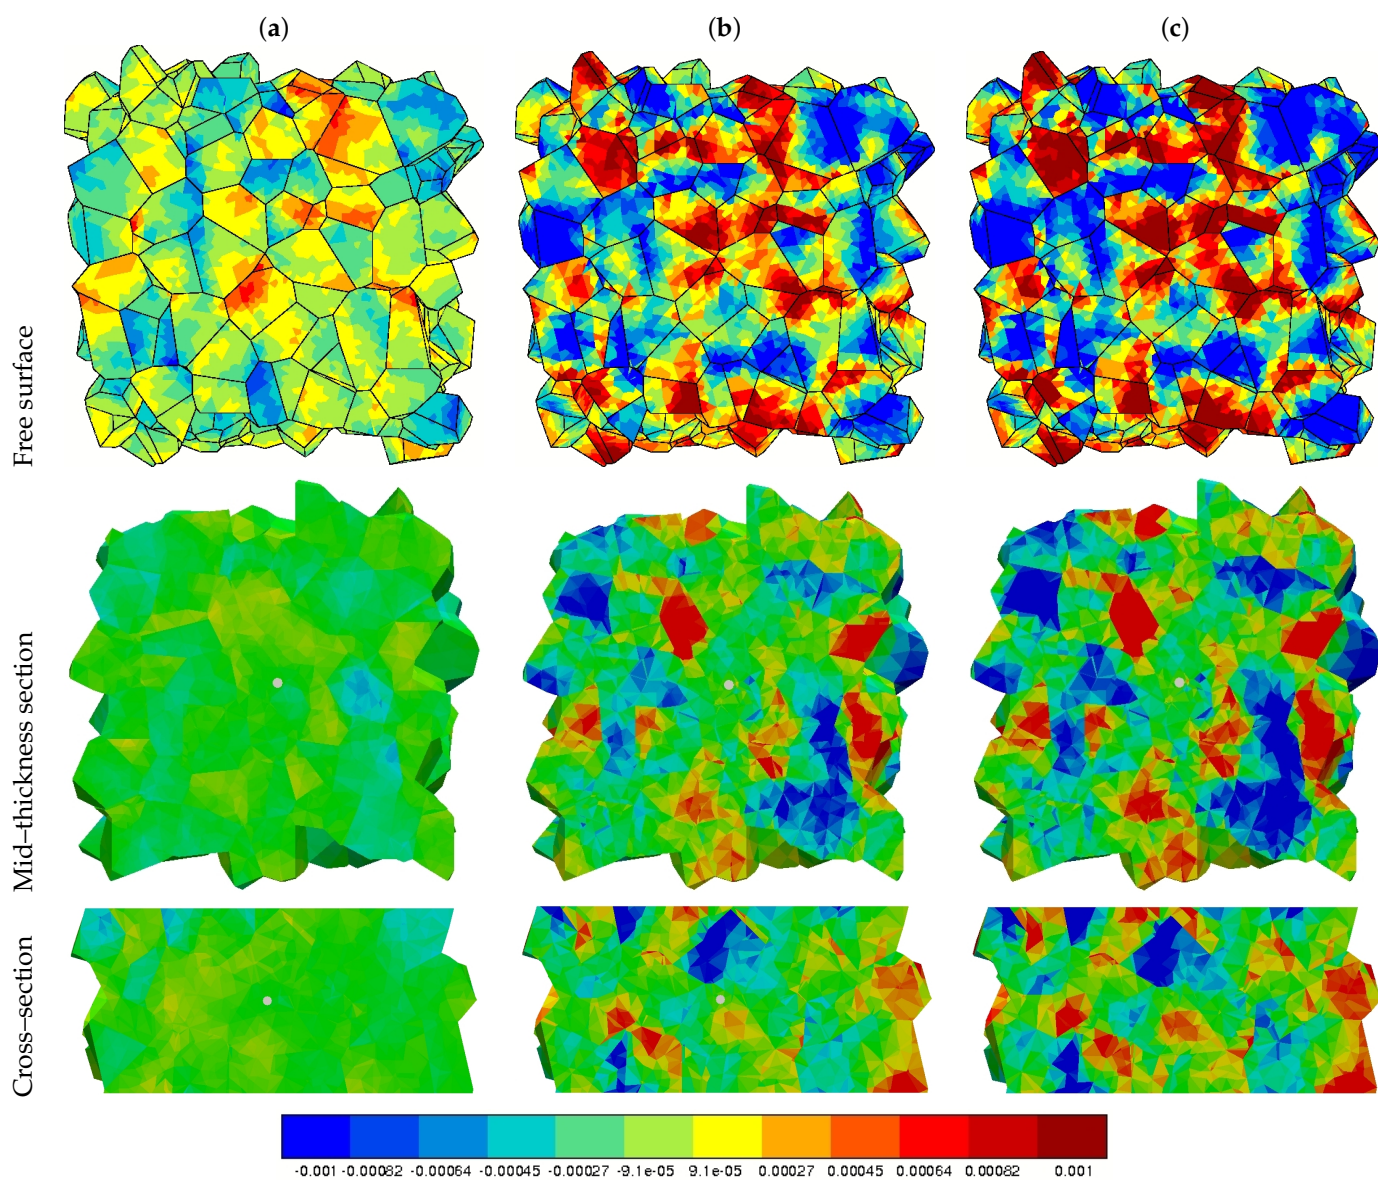 (a) (b) (c)
Free surface
Mid–thickness section
Cross–section
-0.001 -0.00082 -0.00064 -0.00045 -0.00027 -9.1e-05 9.1e-05 0.00027 0.00045 0.00064 0.00082 0.001